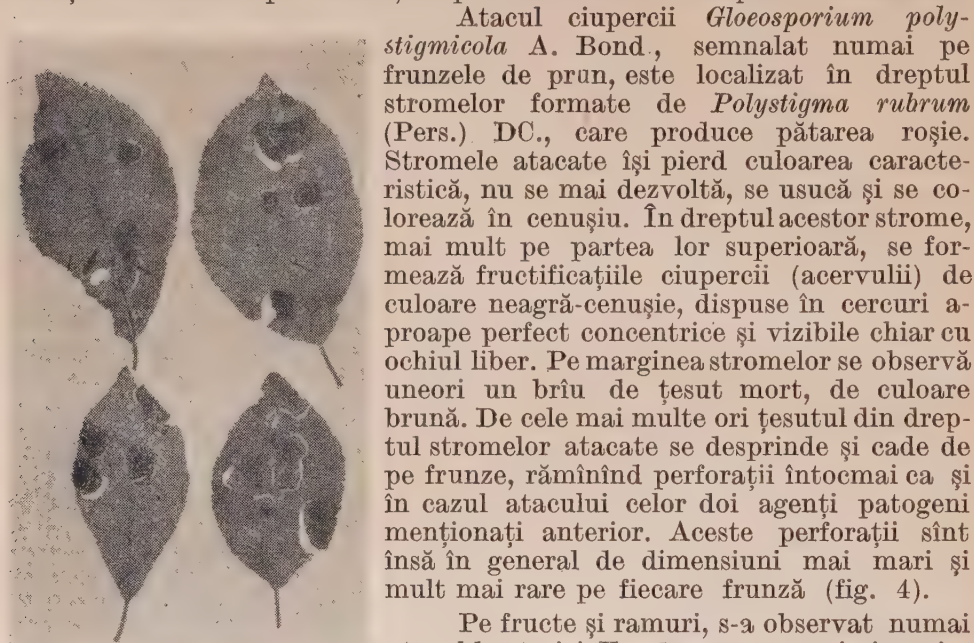 Atacul ciupercii Gloeosporium poly-
stigmicola A. Bond., semnalat numai pe
frunzele de prun, este localizat în dreptul
stromelor formate de Polystigma rubrum
(Pers.) DC., care produce pătarea roșie.
Stromele atacate își pierd culoarea caracte-
ristică, nu se mai dezvoltă, se usucă și se co-
lorează în cenușiu. În dreptul acestor strome,
mai mult pe partea lor superioară, se for-
mează fructificațiile ciupercii (acervulii) de
culoare neagră-cenușie, dispuse în cercuri a-
proape perfect concentrice și vizibile chiar cu
ochiul liber. Pe marginea stromelor se observă
uneori un brîu de țesut mort, de culoare
brună. De cele mai multe ori țesutul din drep-
tul stromelor atacate se desprinde și cade de
pe frunze, rămînînd perforații întocmai ca și
în cazul atacului celor doi agenți patogeni
menționați anterior. Aceste perforații sînt
însă în general de dimensiuni mai mari și
mult mai rare pe fiecare frunză (fig. 4).
Pe fructe și ramuri, s-a observat numai